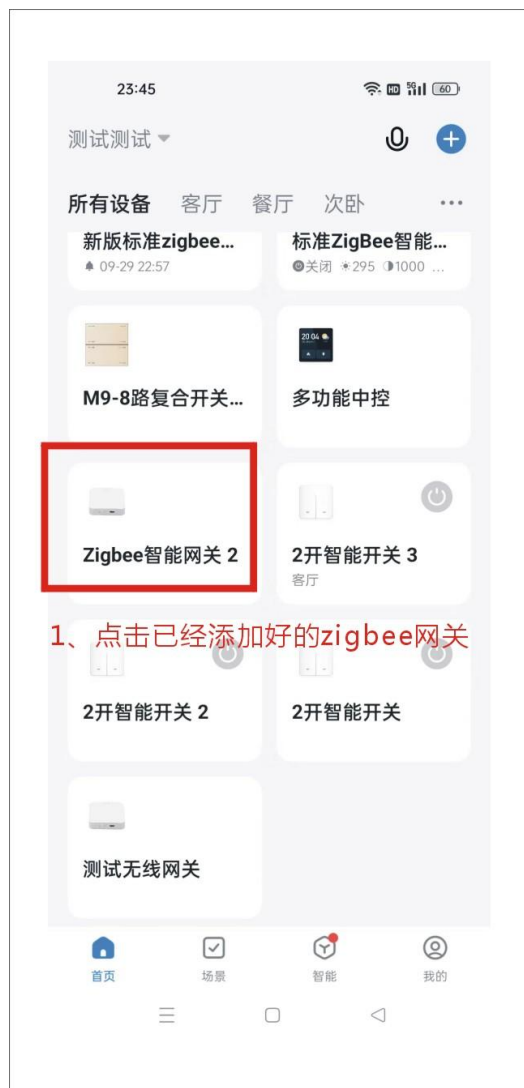 23:45
HD 5G 60
测试测试
所有设备 客厅 餐厅 次卧 ...
新版标准zigbee... 标准ZigBee智能...
09-29 22:57 关闭 295 1000 ...
20 04
M9-8路复合开关... 多功能中控
Zigbee智能网关 2 2开智能开关 3
客厅
1、点击已经添加好的zigbee网关
2开智能开关 2 2开智能开关
测试无线网关
首页 场景 智能 我的